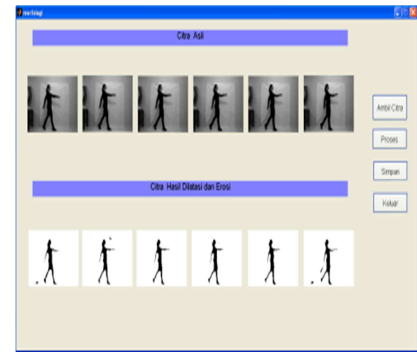 morfologi
Citra Asli
Ambil Citra
Proses
Simpan
Keluar
Citra Hasil Dilatasi dan Erosi